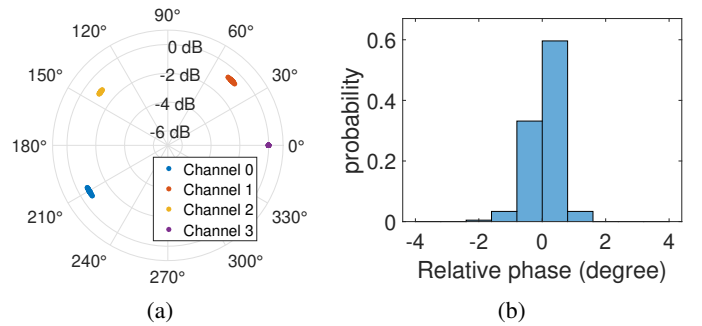 90°
120°
60°
0 dB
150°
-2 dB
30°
-4 dB
-6 dB
180°
0°
Channel 0
Channel 1
210°
Channel 2
330°
Channel 3
240°
300°
270°
(a)
probability
0.6
0.4
0.2
0
-4
-2
0
2
4
Relative phase (degree)
(b)